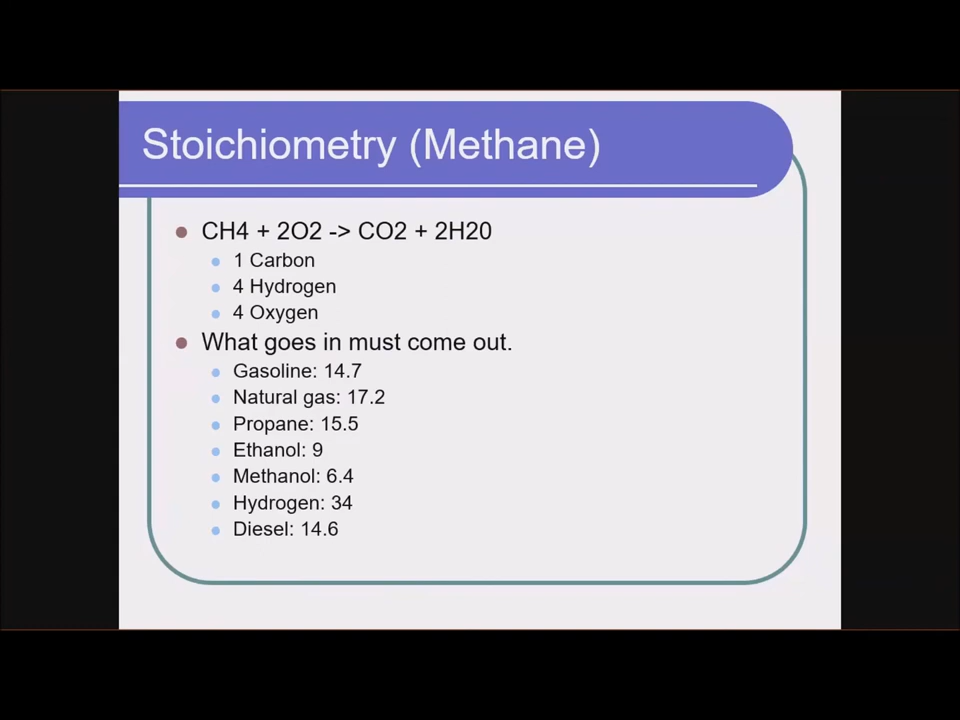 Stoichiometry (Methane)
CH4 + 2O2 -> CO2 + 2H20
1 Carbon
4 Hydrogen
4 Oxygen
What goes in must come out.
Gasoline: 14.7
Natural gas: 17.2
Propane: 15.5
Ethanol: 9
Methanol: 6.4
Hydrogen: 34
Diesel: 14.6